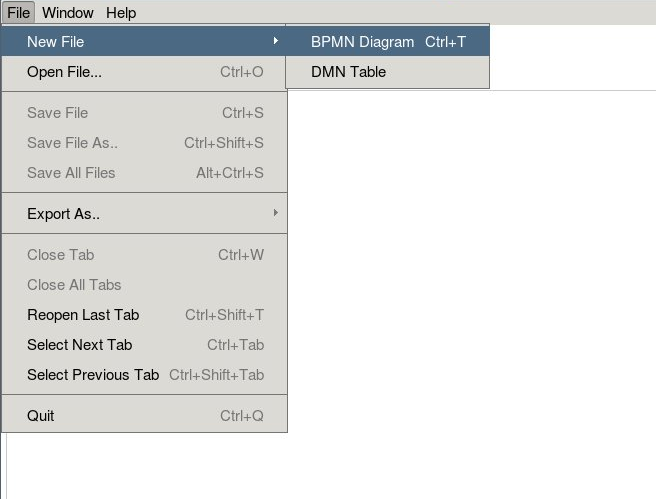 File Window Help
New File
BPMN Diagram Ctrl+T
Open File... Ctrl+O
DMN Table
Save File Ctrl+S
Save File As.. Ctrl+Shift+S
Save All Files Alt+Ctrl+S
Export As..
Close Tab Ctrl+W
Close All Tabs
Reopen Last Tab Ctrl+Shift+T
Select Next Tab Ctrl+Tab
Select Previous Tab Ctrl+Shift+Tab
Quit Ctrl+Q